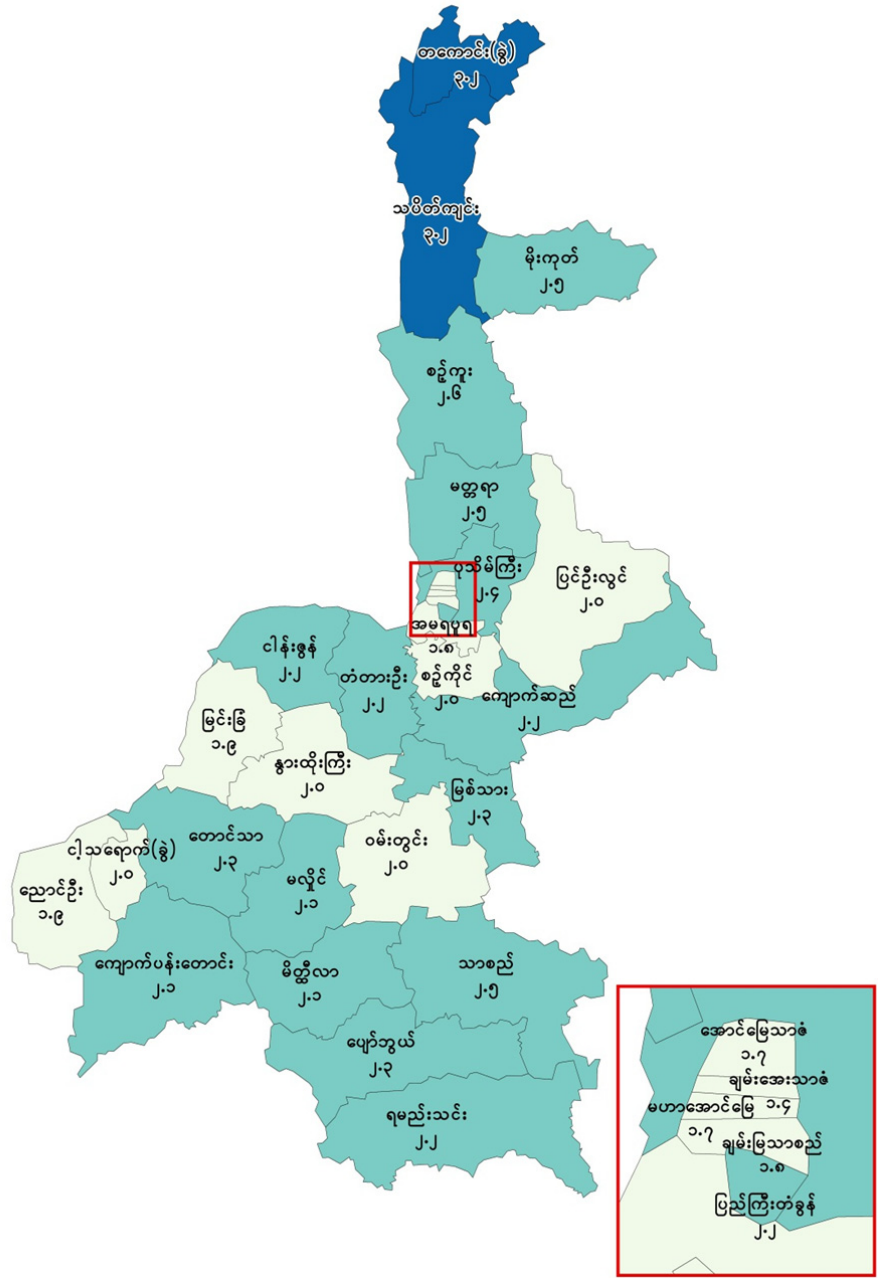 တကောင်း(ခွဲ)
၃.၂
သပိတ်ကျင်း
၃.၂
မိုးကုတ်
၂.၅
စဉ့်ကူး
၂.၆
မတ္တရာ
၂.၅
ပုသိမ်ကြီး
၂.၄
ပြင်ဦးလွင်
၂.၀
အမရပူရ
၁.၈
စဉ့်ကိုင်
၂.၀
ငါန်းဇွန်
၂.၂
တံတားဦး
၂.၂
ကျောက်ဆည်
၂.၂
မြင်းခြံ
၁.၉
နွားထိုးကြီး
၂.၀
မြစ်သား
၂.၃
တောင်သာ
၂.၃
ဝမ်းတွင်း
၂.၀
ငါ့သရောက်(ခွဲ)
၂.၀
မလှိုင်
၂.၁
ညောင်ဦး
၁.၉
ကျောက်ပန်းတောင်း
၂.၁
မိတ္ထီလာ
၂.၁
သာစည်
၂.၅
ပျော်ဘွယ်
၂.၃
ရမည်းသင်း
၂.၂
အောင်မြေသာဇံ
၁.၇
ချမ်းအေးသာဇံ
၁.၄
မဟာအောင်မြေ
၁.၇
ချမ်းမြသာစည်
၁.၈
ပြည်ကြီးတံခွန်
၂.၂